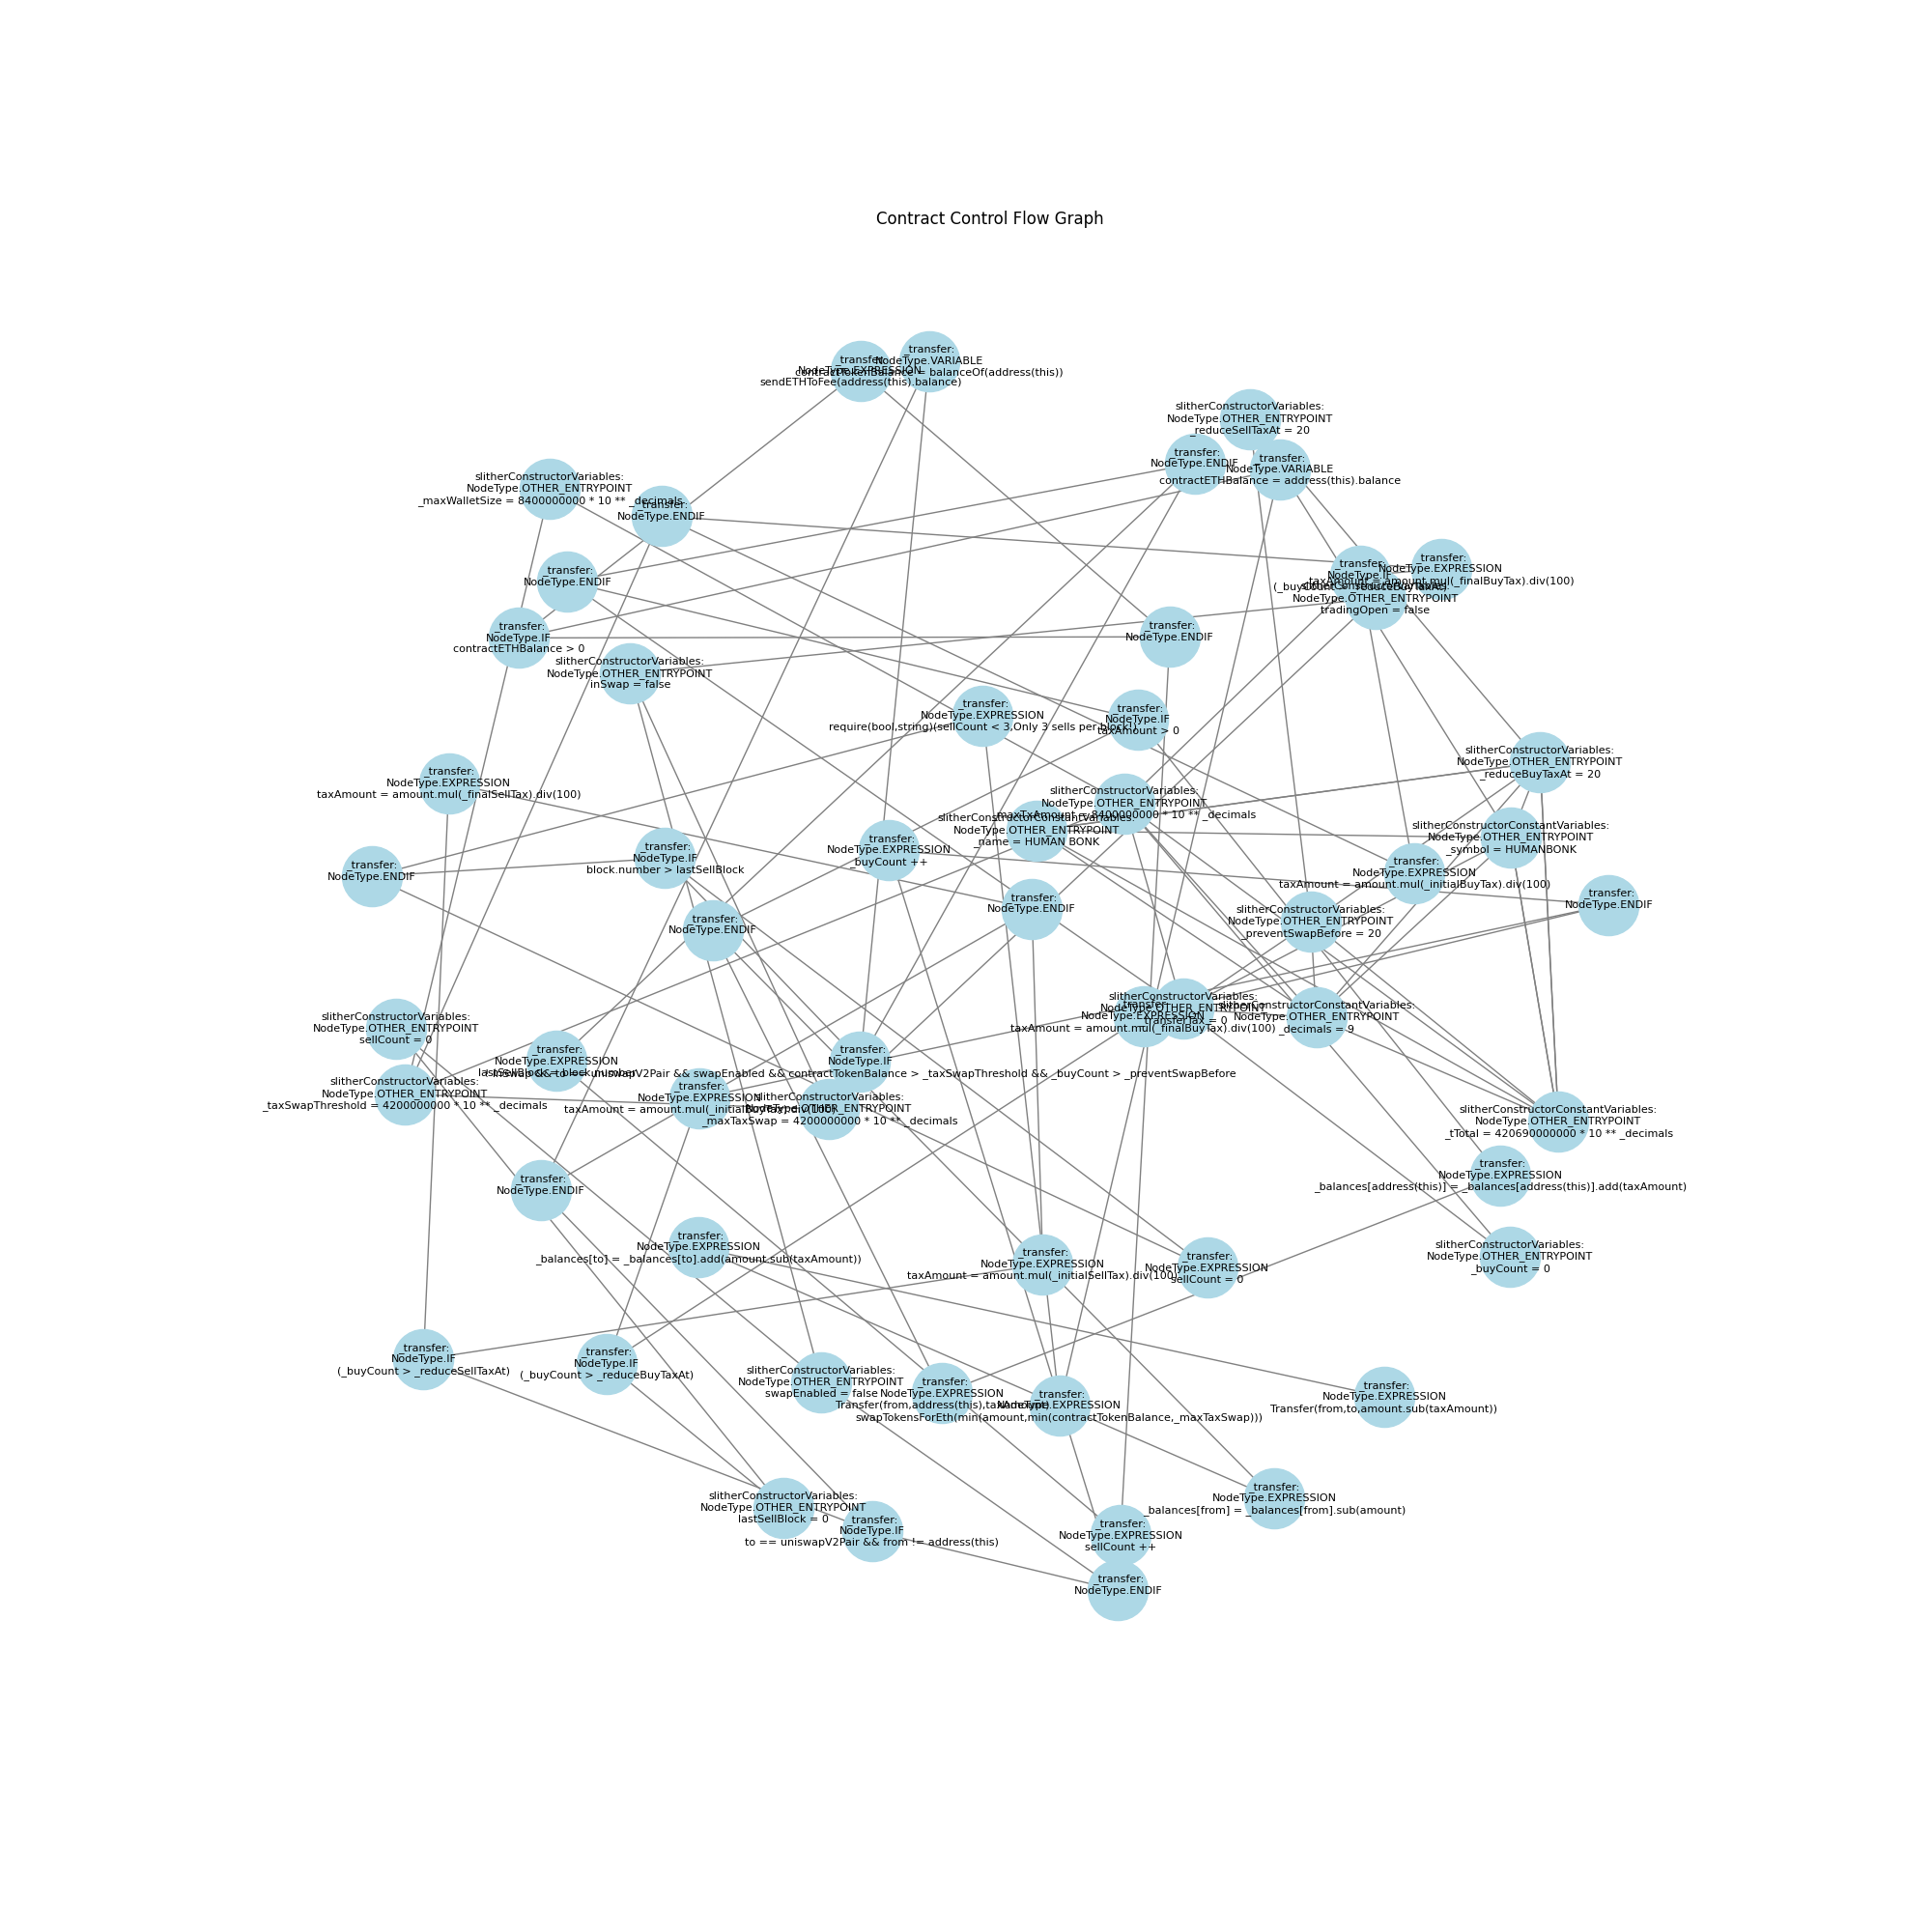 Contract Control Flow Graph
_transfer:
NodeType.VARIABLE
contractTokenBalance = balanceOf(address(this))
_transfer:
NodeType.EXPRESSION
sendETHToFee(address(this).balance)
slitherConstructorVariables:
NodeType.OTHER_ENTRYPOINT
_reduceSellTaxAt = 20
_transfer:
NodeType.ENDIF
_transfer:
NodeType.VARIABLE
contractETHBalance = address(this).balance
slitherConstructorVariables:
NodeType.OTHER_ENTRYPOINT
_maxWalletSize = 8400000000 * 10 ** _decimals
_transfer:
NodeType.ENDIF
_transfer:
NodeType.ENDIF
_transfer:
NodeType.IF
(_buyCount > _reduceBuyTaxAt)
_transfer:
NodeType.EXPRESSION
taxAmount = amount.mul(_finalBuyTax).div(100)
slitherConstructorVariables:
NodeType.OTHER_ENTRYPOINT
tradingOpen = false
_transfer:
NodeType.IF
contractETHBalance > 0
_transfer:
NodeType.ENDIF
slitherConstructorVariables:
NodeType.OTHER_ENTRYPOINT
inSwap = false
_transfer:
NodeType.EXPRESSION
require(bool,string)(sellCount < 3,Only 3 sells per block!)
_transfer:
NodeType.IF
taxAmount > 0
slitherConstructorVariables:
NodeType.OTHER_ENTRYPOINT
_reduceBuyTaxAt = 20
_transfer:
NodeType.EXPRESSION
taxAmount = amount.mul(_finalSellTax).div(100)
slitherConstructorVariables:
NodeType.OTHER_ENTRYPOINT
_maxTxAmount = 8400000000 * 10 ** _decimals
slitherConstructorConstantVariables:
NodeType.OTHER_ENTRYPOINT
_name = HUMAN BONK
slitherConstructorConstantVariables:
NodeType.OTHER_ENTRYPOINT
_symbol = HUMANBONK
_transfer:
NodeType.EXPRESSION
_buyCount ++
_transfer:
NodeType.IF
block.number > lastSellBlock
_transfer:
NodeType.ENDIF
_transfer:
NodeType.EXPRESSION
taxAmount = amount.mul(_initialBuyTax).div(100)
_transfer:
NodeType.ENDIF
_transfer:
NodeType.ENDIF
slitherConstructorVariables:
NodeType.OTHER_ENTRYPOINT
_preventSwapBefore = 20
_transfer:
NodeType.ENDIF
slitherConstructorVariables:
NodeType.OTHER_ENTRYPOINT
_transferTax = 0
_transfer:
NodeType.EXPRESSION
taxAmount = amount.mul(_finalBuyTax).div(100)
slitherConstructorConstantVariables:
NodeType.OTHER_ENTRYPOINT
_decimals = 9
slitherConstructorVariables:
NodeType.OTHER_ENTRYPOINT
sellCount = 0
_transfer:
NodeType.EXPRESSION
lastSellBlock = block.number
_transfer:
NodeType.IF
! inSwap && to == uniswapV2Pair && swapEnabled && contractTokenBalance > _taxSwapThreshold && _buyCount > _preventSwapBefore
slitherConstructorVariables:
NodeType.OTHER_ENTRYPOINT
_taxSwapThreshold = 4200000000 * 10 ** _decimals
_transfer:
NodeType.EXPRESSION
taxAmount = amount.mul(_initialBuyTax).div(100)
slitherConstructorVariables:
NodeType.OTHER_ENTRYPOINT
_maxTaxSwap = 4200000000 * 10 ** _decimals
slitherConstructorConstantVariables:
NodeType.OTHER_ENTRYPOINT
_tTotal = 420690000000 * 10 ** _decimals
_transfer:
NodeType.EXPRESSION
_balances[address(this)] = _balances[address(this)].add(taxAmount)
_transfer:
NodeType.ENDIF
_transfer:
NodeType.EXPRESSION
_balances[to] = _balances[to].add(amount.sub(taxAmount))
_transfer:
NodeType.EXPRESSION
taxAmount = amount.mul(_initialSellTax).div(100)
_transfer:
NodeType.EXPRESSION
sellCount = 0
slitherConstructorVariables:
NodeType.OTHER_ENTRYPOINT
_buyCount = 0
_transfer:
NodeType.IF
(_buyCount > _reduceSellTaxAt)
_transfer:
NodeType.IF
(_buyCount > _reduceBuyTaxAt)
slitherConstructorVariables:
NodeType.OTHER_ENTRYPOINT
swapEnabled = false
_transfer:
NodeType.EXPRESSION
Transfer(from,address(this),taxAmount)
_transfer:
NodeType.EXPRESSION
swapTokensForEth(min(amount,min(contractTokenBalance,_maxTaxSwap)))
_transfer:
NodeType.EXPRESSION
Transfer(from,to,amount.sub(taxAmount))
slitherConstructorVariables:
NodeType.OTHER_ENTRYPOINT
lastSellBlock = 0
_transfer:
NodeType.IF
to == uniswapV2Pair && from != address(this)
_transfer:
NodeType.EXPRESSION
_balances[from] = _balances[from].sub(amount)
_transfer:
NodeType.EXPRESSION
sellCount ++
_transfer:
NodeType.ENDIF